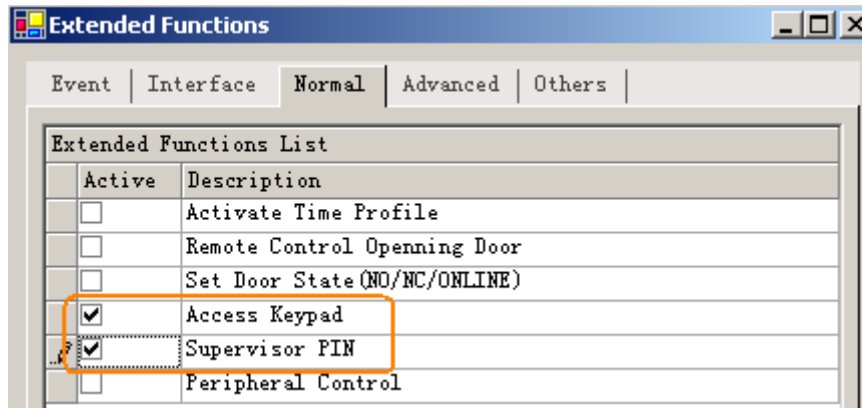 Extended Functions
Event Interface Normal Advanced Others
Extended Functions List
Active Description
Activate Time Profile
Remote Control Openning Door
Set Door State(NO/NC/ONLINE)
Access Keypad
Supervisor PIN
Peripheral Control